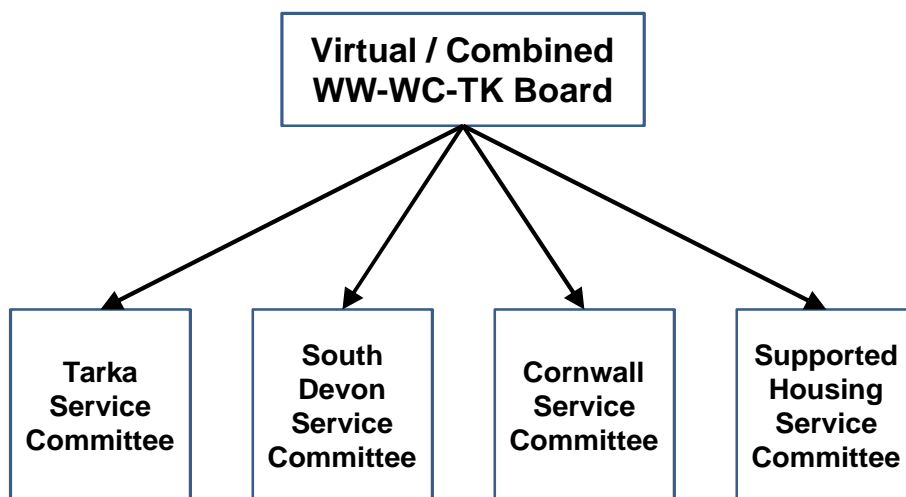 Virtual / Combined
WW-WC-TK Board
Tarka
Service
Committee
South
Devon
Service
Committee
Cornwall
Service
Committee
Supported
Housing
Service
Committee